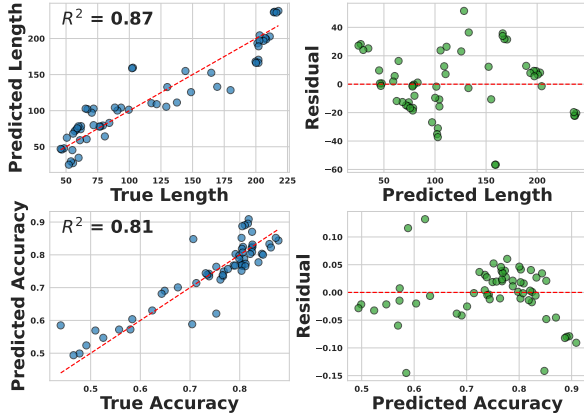 R² = 0.87
Predicted Length
200
150
100
50
50 75 100 125 150 175 200 225
True Length
Residual
40
20
0
−20
−40
−60
50 100 150 200
Predicted Length
R² = 0.81
Predicted Accuracy
0.9
0.8
0.7
0.6
0.5
0.5 0.6 0.7 0.8
True Accuracy
Residual
0.10
0.05
0.00
−0.05
−0.10
−0.15
0.5 0.6 0.7 0.8 0.9
Predicted Accuracy